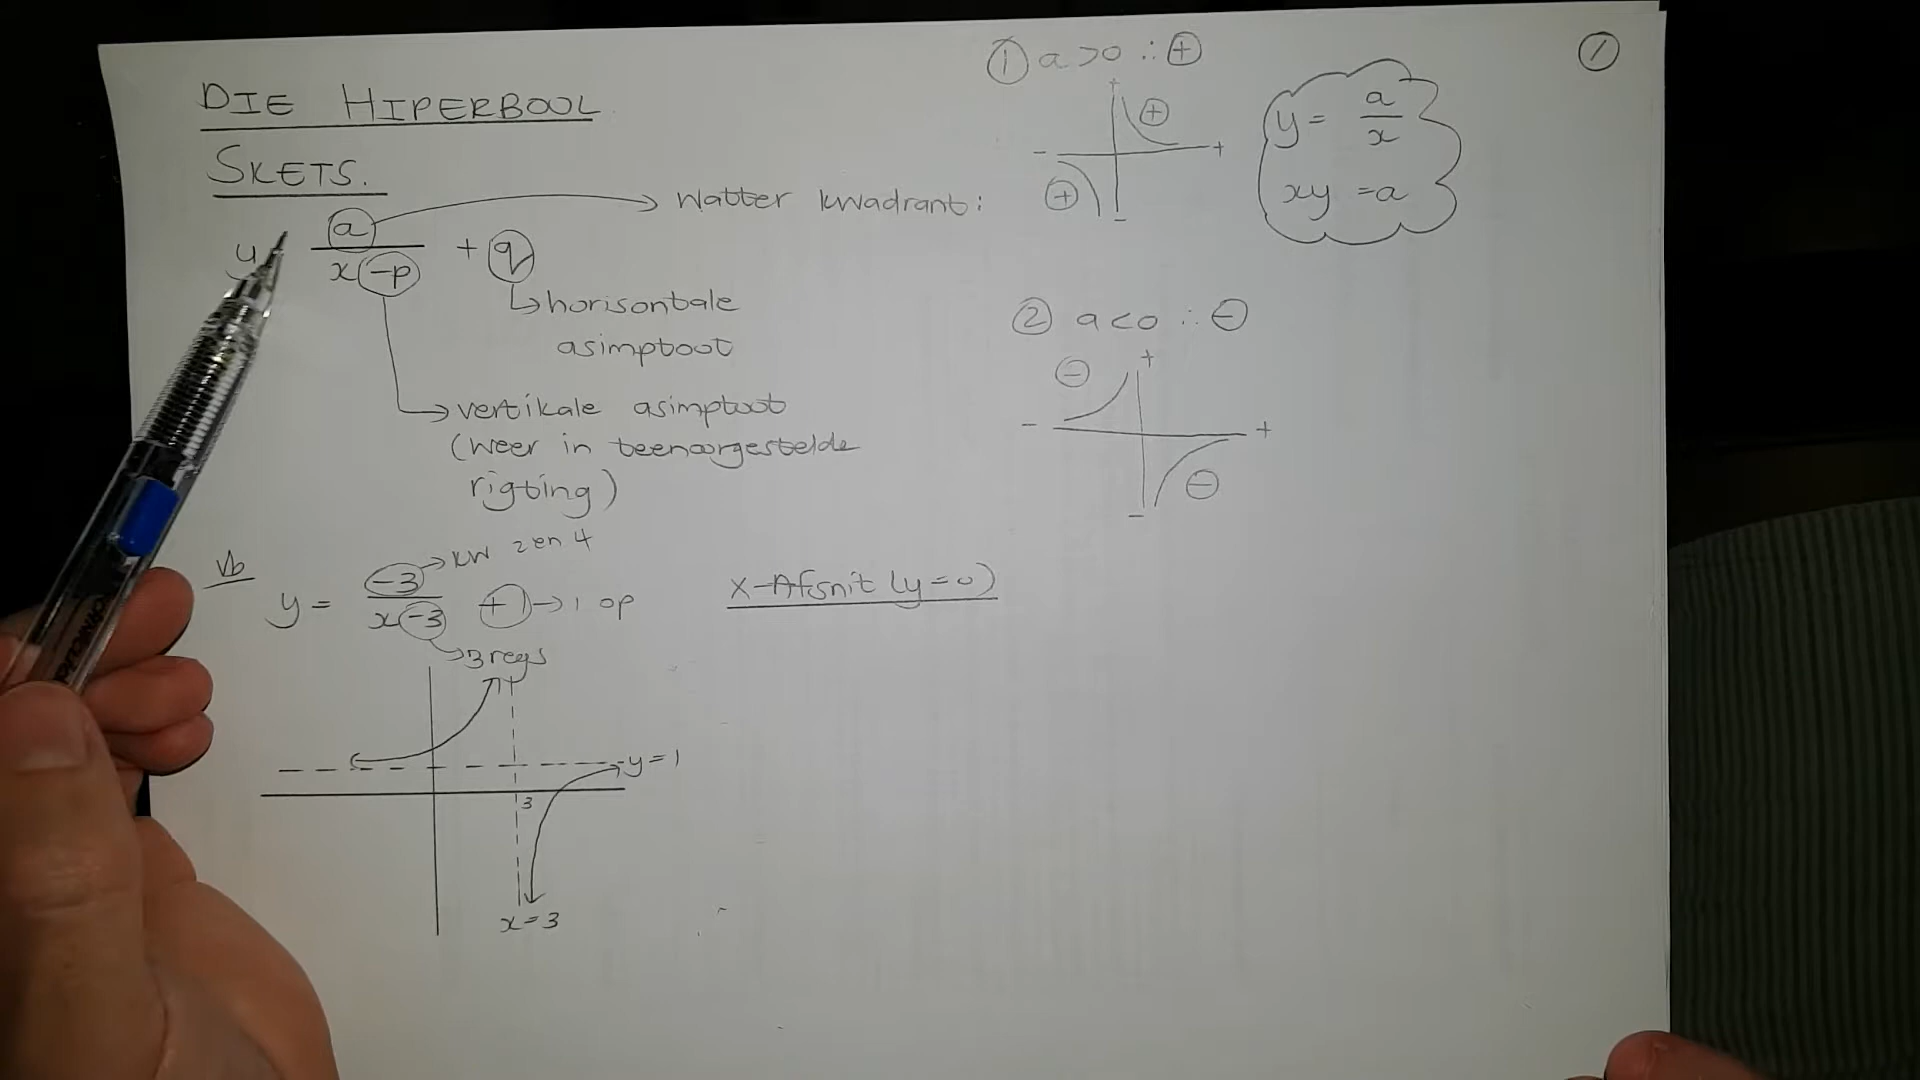 DIE HIPERBOOL
SKETS.
y a/x-p + q
Watter kwadrant:
horisontale
asimptoot
vertikale asimptoot
(weer in teenoorgestelde
rigting)
① a>0 ∴ ⊕
+
⊕
- +
⊕
-
y = a/x
xy = a
1
② a<0 ∴ ⊖
+
⊖
- +
⊖
-
Vb
y = -3/x-3 + 1
→ kw 2 en 4
→ 1 op
→ 3 regs
y = 1
3
x = 3
X-Afsnit (y=0)